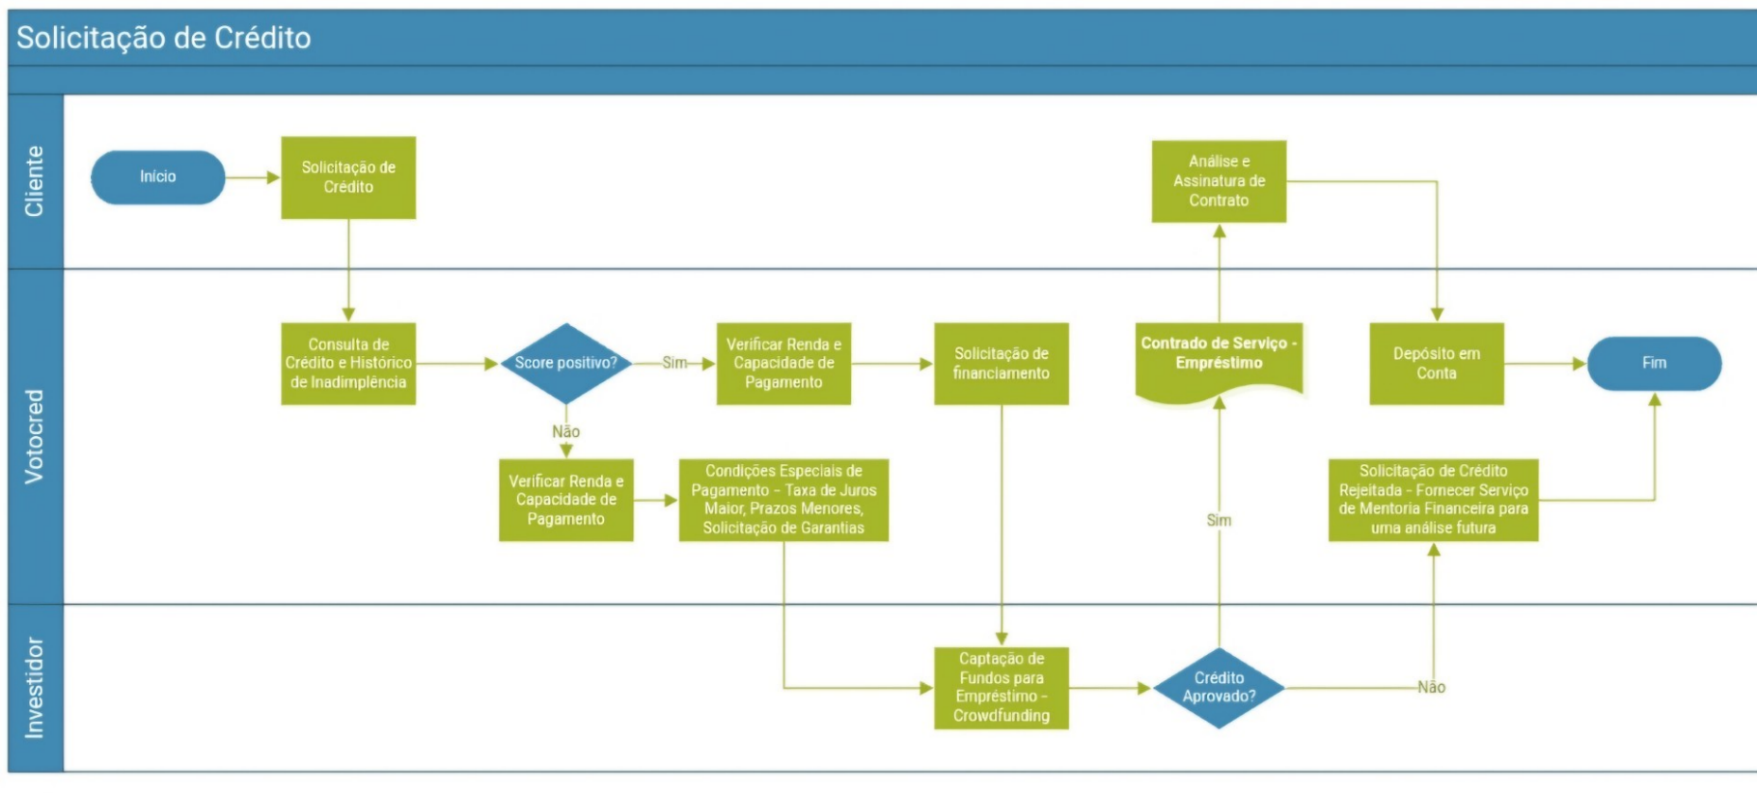 Solicitação de Crédito
Cliente
Início
Solicitação de
Crédito
Análise e
Assinatura de
Contrato
Votocred
Consulta de
Crédito e Histórico
de Inadimplência
Score positivo?
Sim
Verificar Renda e
Capacidade de
Pagamento
Solicitação de
financiamento
Contrado de Serviço -
Empréstimo
Depósito em
Conta
Fim
Não
Verificar Renda e
Capacidade de
Pagamento
Condições Especiais de
Pagamento - Taxa de Juros
Maior, Prazos Menores,
Solicitação de Garantias
Sim
Solicitação de Crédito
Rejeitada - Fornecer Serviço
de Mentoria Financeira para
uma análise futura
Investidor
Captação de
Fundos para
Empréstimo -
Crowdfunding
Crédito
Aprovado?
Não